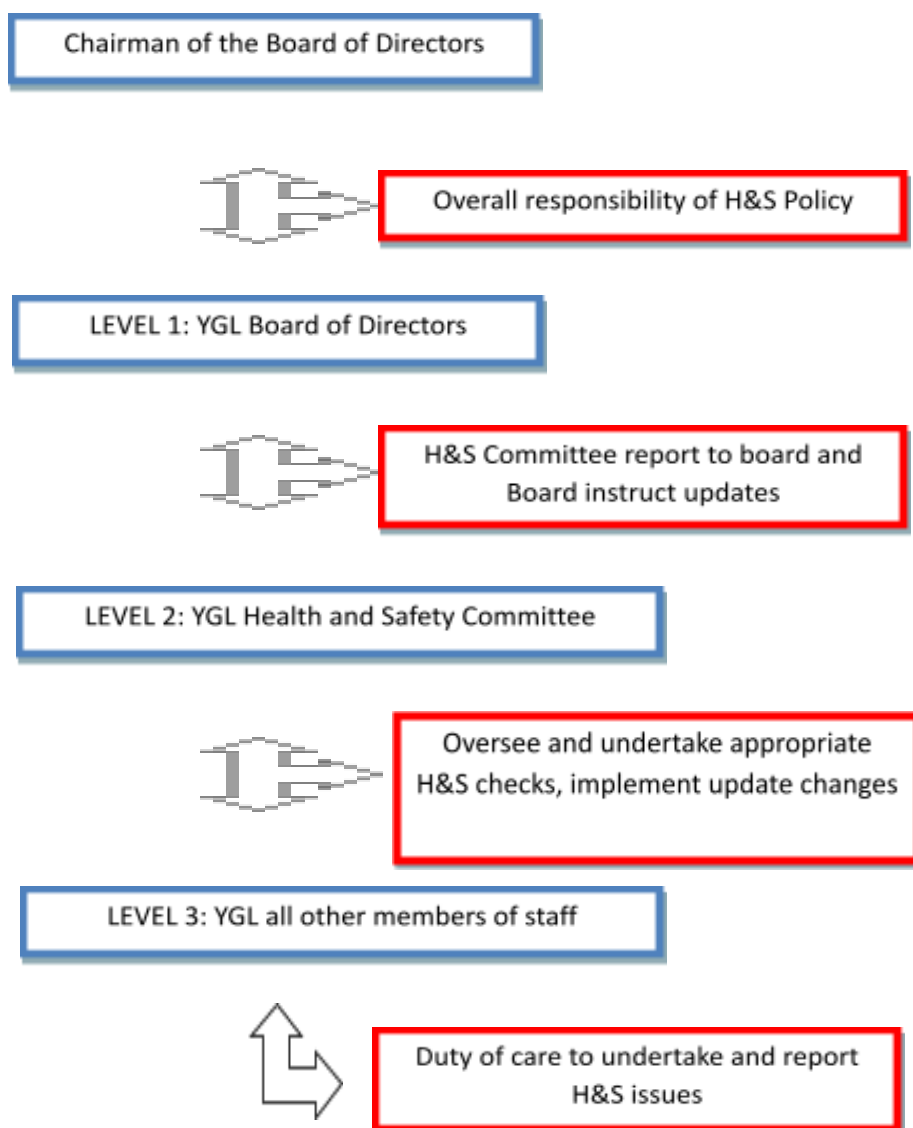 Chairman of the Board of Directors
Overall responsibility of H&S Policy
LEVEL 1: YGL Board of Directors
H&S Committee report to board and
Board instruct updates
LEVEL 2: YGL Health and Safety Committee
Oversee and undertake appropriate
H&S checks, implement update changes
LEVEL 3: YGL all other members of staff
Duty of care to undertake and report
H&S issues